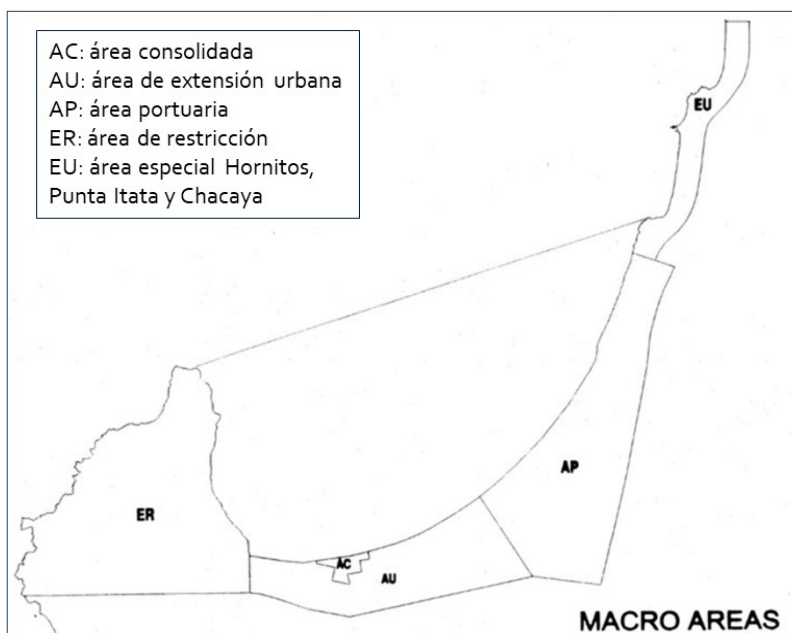 AC: área consolidada
AU: área de extensión urbana
AP: área portuaria
ER: área de restricción
EU: área especial Hornitos,
Punta Itata y Chacaya
EU
AP
ER
AC
AU
MACRO AREAS